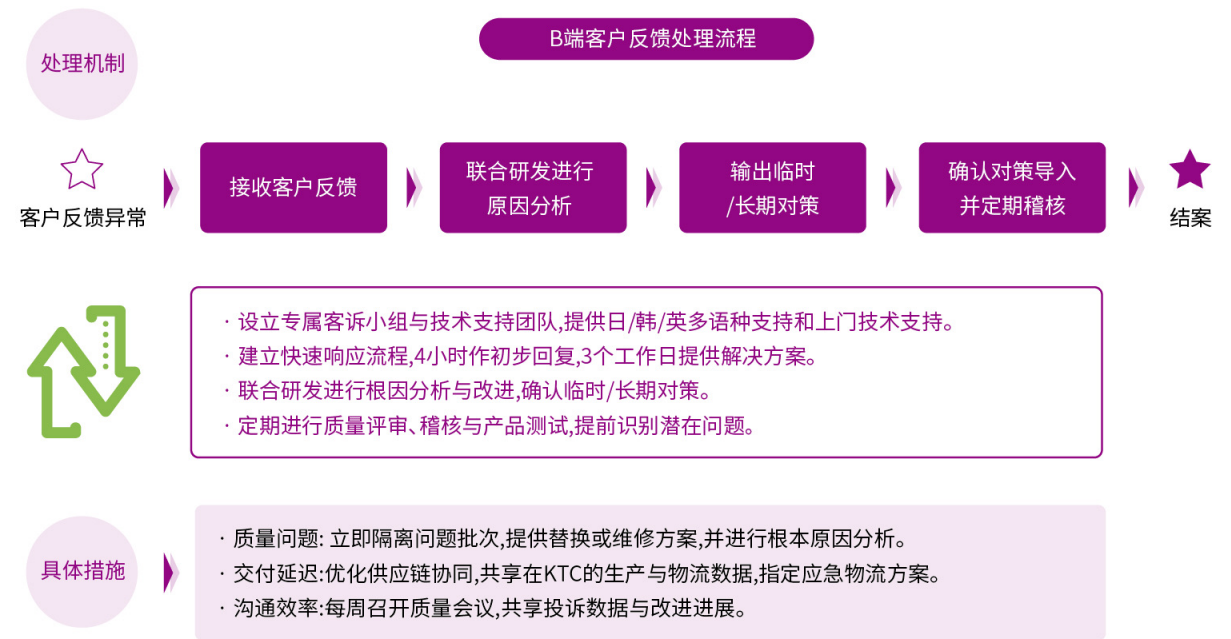 B端客户反馈处理流程
处理机制
客户反馈异常
接收客户反馈
联合研发进行
原因分析
输出临时
/长期对策
确认对策导入
并定期稽核
结案
· 设立专属客诉小组与技术支持团队,提供日/韩/英多语种支持和上门技术支持。
· 建立快速响应流程,4小时作初步回复,3个工作日提供解决方案。
· 联合研发进行根因分析与改进,确认临时/长期对策。
· 定期进行质量评审、稽核与产品测试,提前识别潜在问题。
具体措施
· 质量问题: 立即隔离问题批次,提供替换或维修方案,并进行根本原因分析。
· 交付延迟:优化供应链协同,共享在KTC的生产与物流数据,指定应急物流方案。
· 沟通效率:每周召开质量会议,共享投诉数据与改进进展。